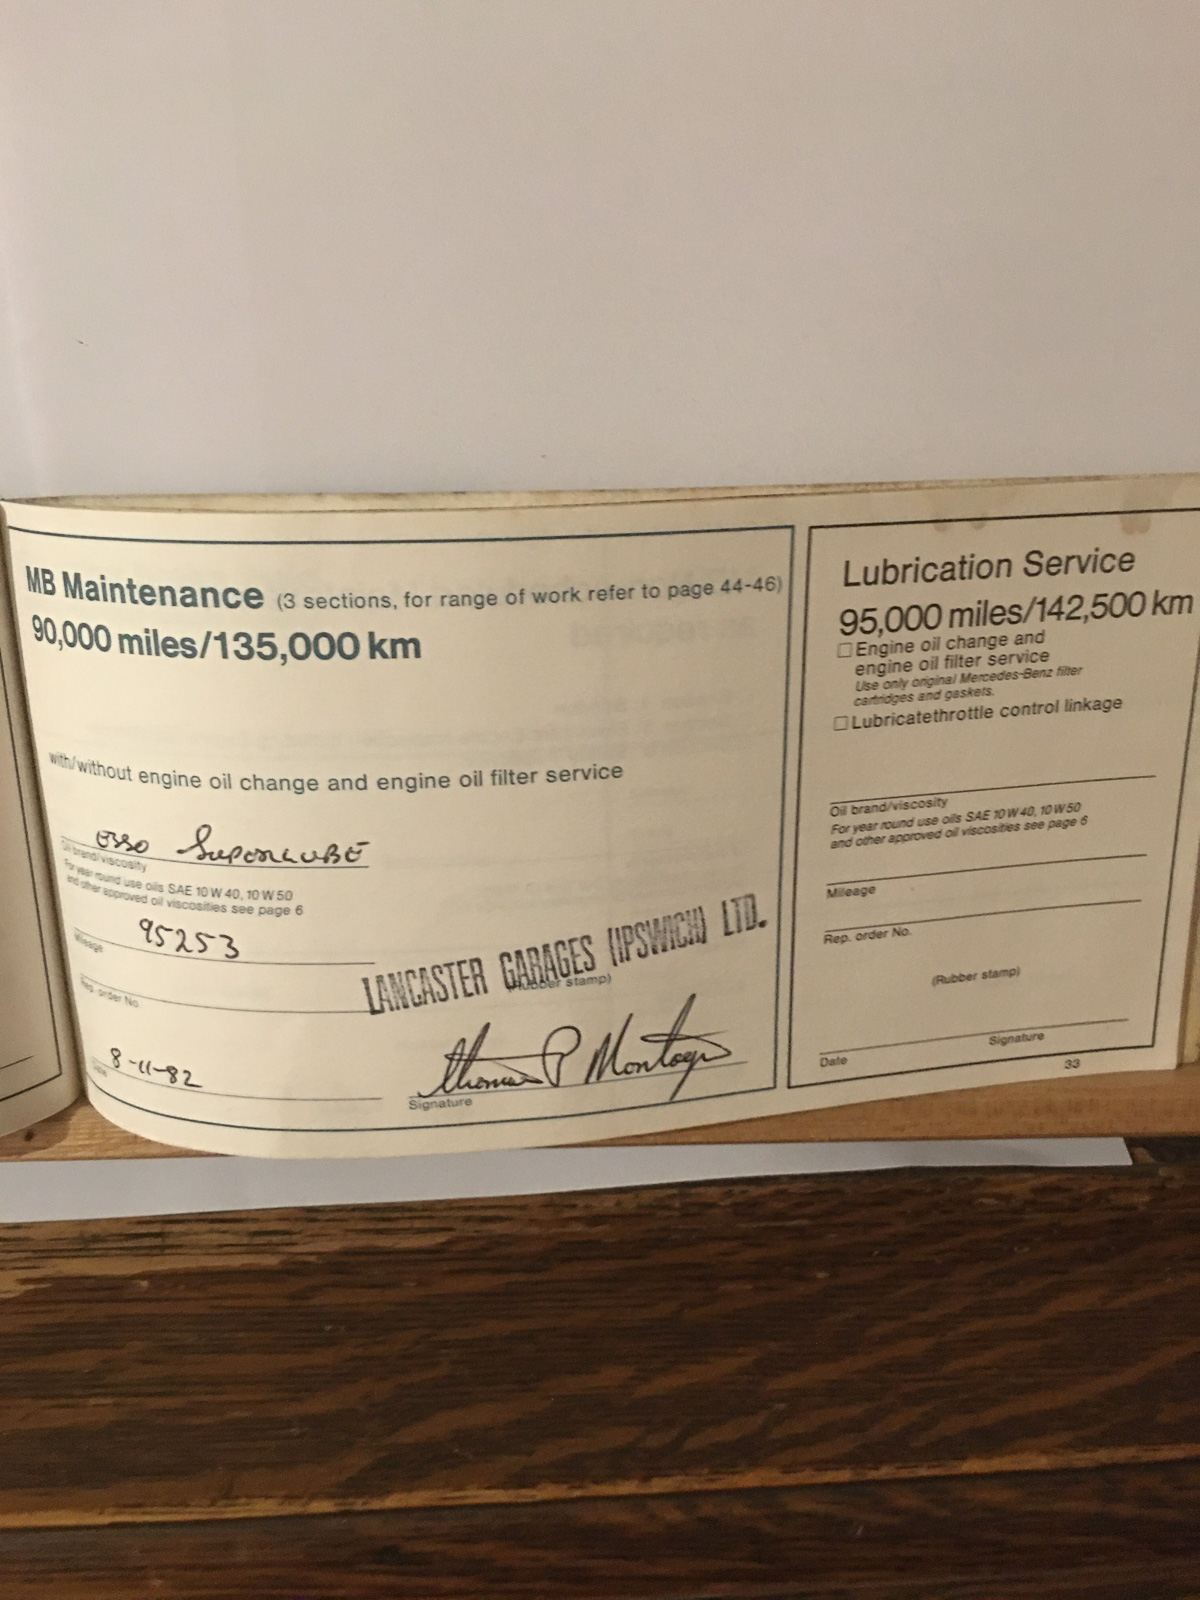 MB Maintenance (3 sections, for range of work refer to page 44-46)
90,000 miles/135,000 km
with/without engine oil change and engine oil filter service
ESSO SUPERLUBE
Oil brand/viscosity
For year round use oils SAE 10 W 40, 10 W 50
and other approved oil viscosities see page 6
95253
Mileage
Rep. order No.
LANCASTER GARAGES (IPSWICH) LTD.
(Rubber stamp)
8-11-82
Date
Thomas P Montagu
Signature
Lubrication Service
95,000 miles/142,500 km
Engine oil change and
engine oil filter service
Use only original Mercedes-Benz filter
cartridges and gaskets.
Lubricatethrottle control linkage
Oil brand/viscosity
For year round use oils SAE 10 W 40, 10 W 50
and other approved oil viscosities see page 6
Mileage
Rep. order No.
(Rubber stamp)
Date
Signature
33